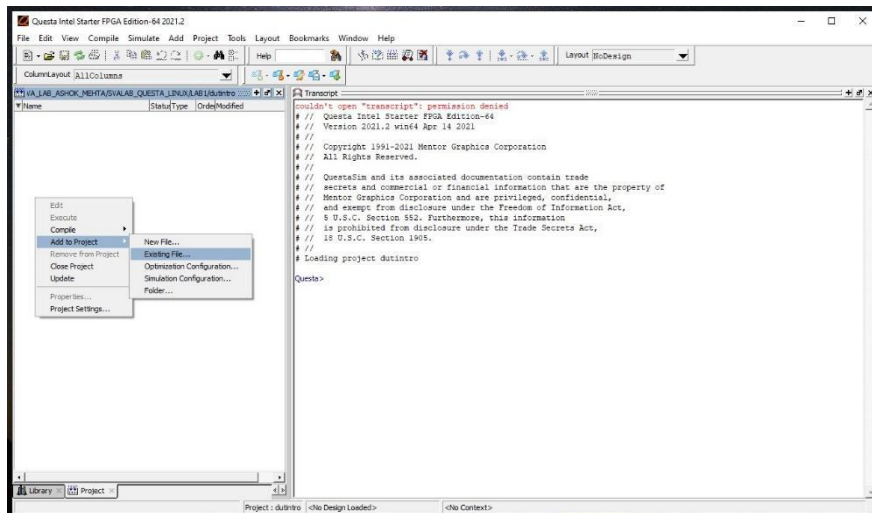 Questa Intel Starter FPGA Edition-64 2021.2
File Edit View Compile Simulate Add Project Tools Layout Bookmarks Window Help
Help
Layout NoDesign
ColumnLayout AllColumns
VA_LAB_ASHOK_MEHTA/SVALAB_QUESTA_LINUX/LAB1/dutintro
Name Status Type Order Modified
Edit
Execute
Compile
Add to Project
Remove from Project
Close Project
Update
Properties...
Project Settings...
New File...
Existing File...
Optimization Configuration...
Simulation Configuration...
Folder...
Library
Project
Transcript
couldn't open "transcript": permission denied
# // Questa Intel Starter FPGA Edition-64
# // Version 2021.2 win64 Apr 14 2021
# //
# // Copyright 1991-2021 Mentor Graphics Corporation
# // All Rights Reserved.
# //
# // QuestaSim and its associated documentation contain trade
# // secrets and commercial or financial information that are the property of
# // Mentor Graphics Corporation and are privileged, confidential,
# // and exempt from disclosure under the Freedom of Information Act,
# // 5 U.S.C. Section 552. Furthermore, this information
# // is prohibited from disclosure under the Trade Secrets Act,
# // 18 U.S.C. Section 1905.
# //
# Loading project dutintro
Questa>
Project : dutintro <No Design Loaded> <No Context>